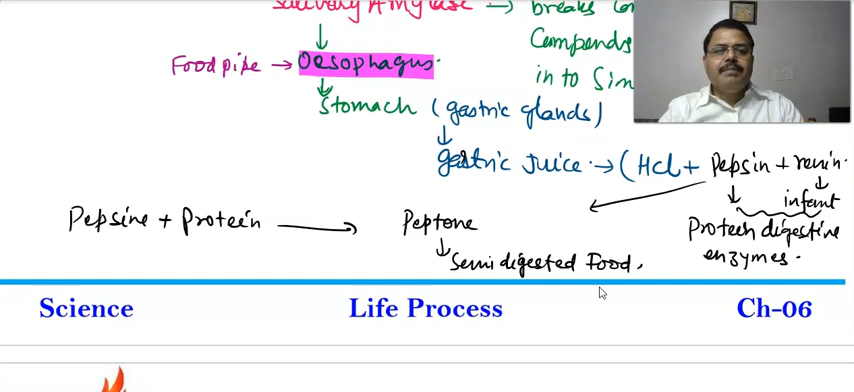 Salivary Amylase → breaks
↓ Compends
Food pipe → Oesophagus. in to Sim
↓
Stomach (gastric glands)
↓
gastric Juice → (Hcl + Pepsin + renin.
↓ ↓
infant
Pepsine + Protein → Peptone Protein digestive
↓ enzymes.
Semi digested Food.
Science Life Process Ch-06